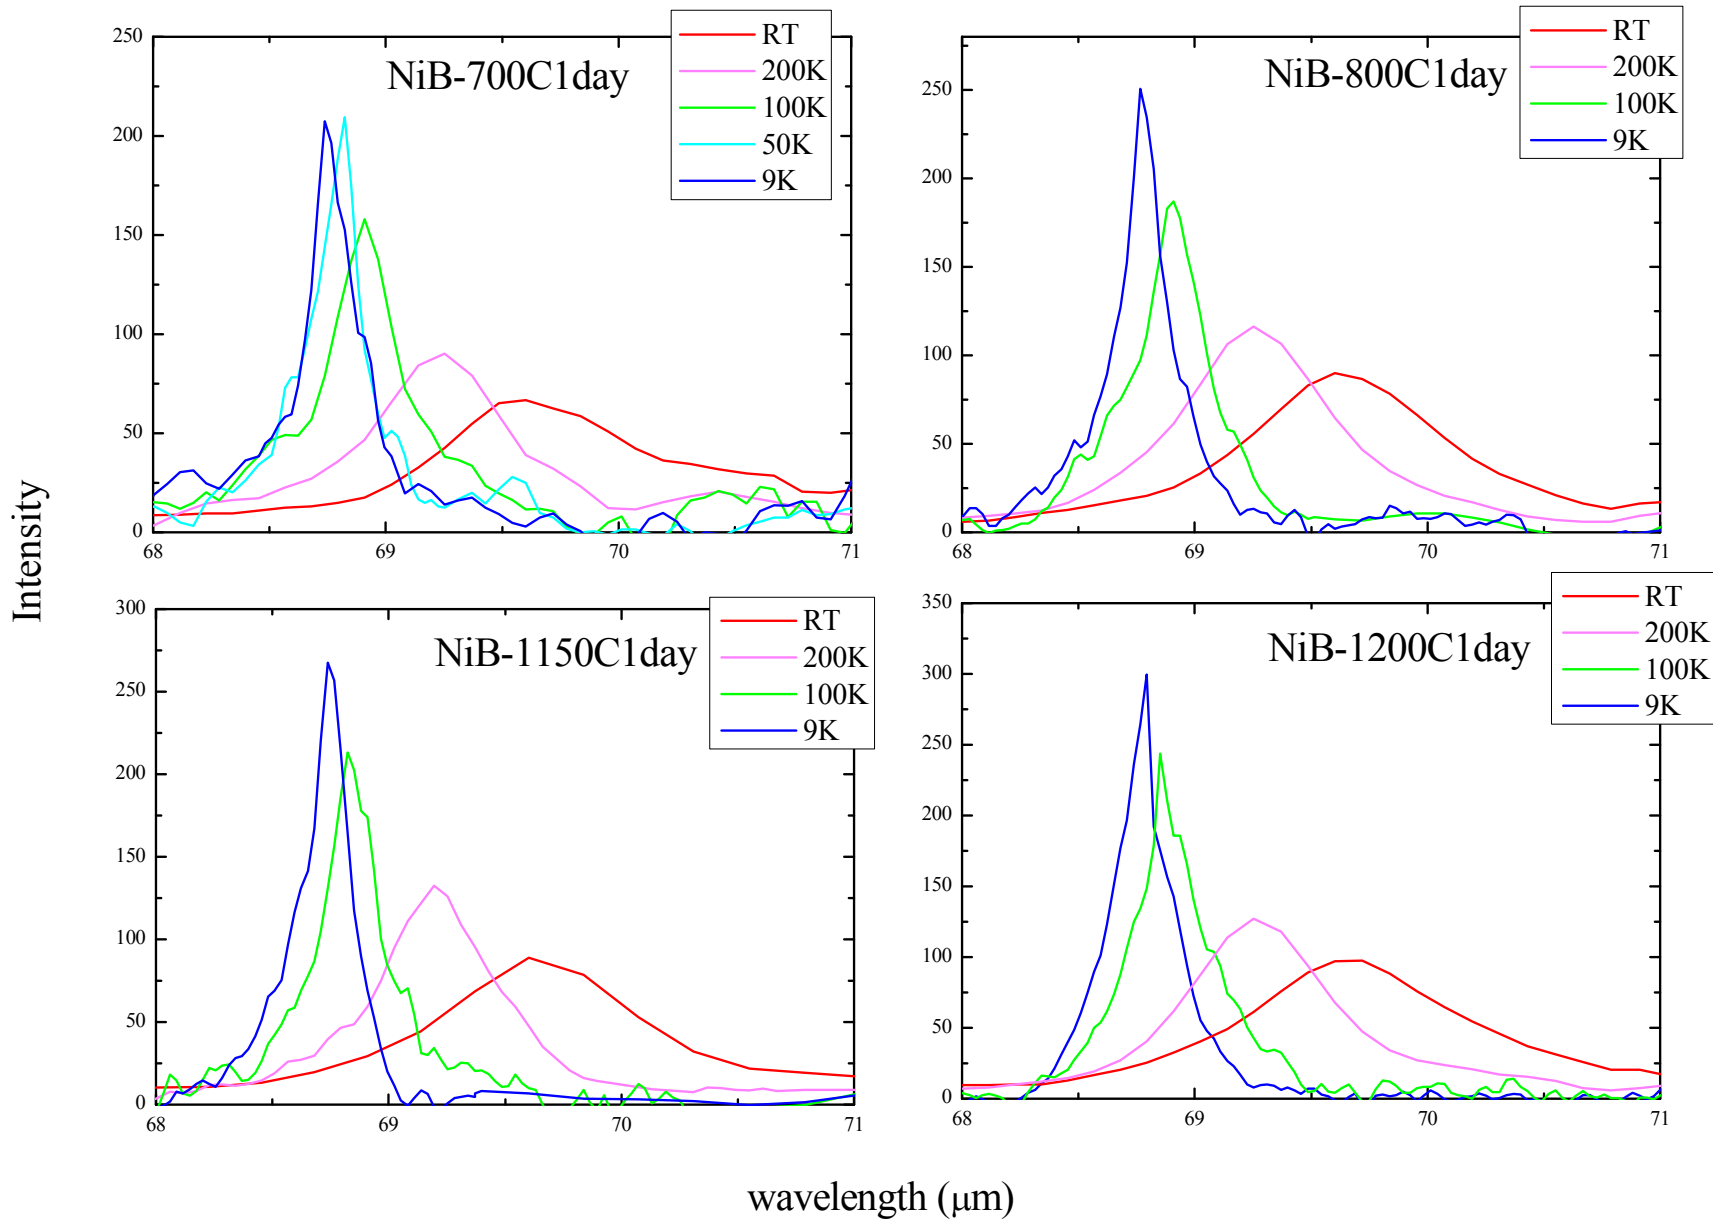 Intensity
250
200
150
100
50
0
68
69
70
71
NiB-700C1day
RT
200K
100K
50K
9K
250
200
150
100
50
0
68
69
70
71
NiB-800C1day
RT
200K
100K
9K
300
250
200
150
100
50
0
68
69
70
71
NiB-1150C1day
RT
200K
100K
9K
350
300
250
200
150
100
50
0
68
69
70
71
NiB-1200C1day
RT
200K
100K
9K
wavelength (μm)